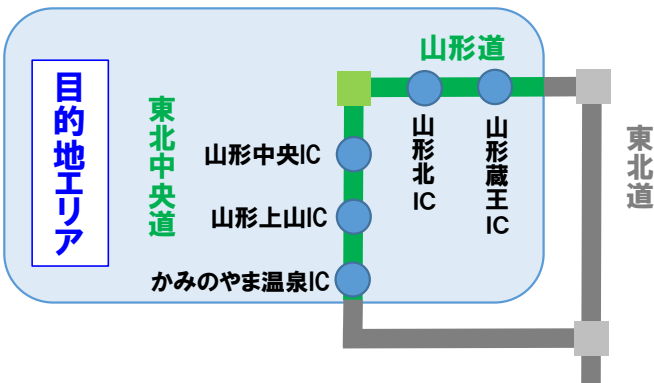 目的地エリア
東北中央道
山形道
山形中央IC
山形上山IC
かみのやま温泉IC
山形北IC
山形蔵王IC
東北道